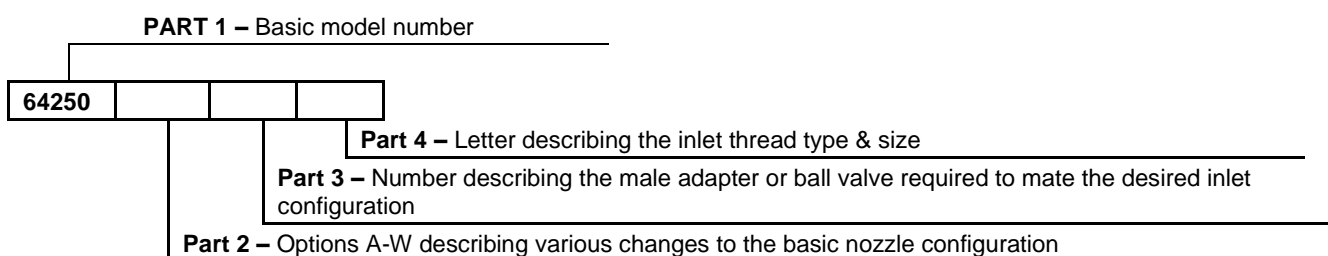 PART 1 – Basic model number
64250
Part 4 – Letter describing the inlet thread type & size
Part 3 – Number describing the male adapter or ball valve required to mate the desired inlet
configuration
Part 2 – Options A-W describing various changes to the basic nozzle configuration